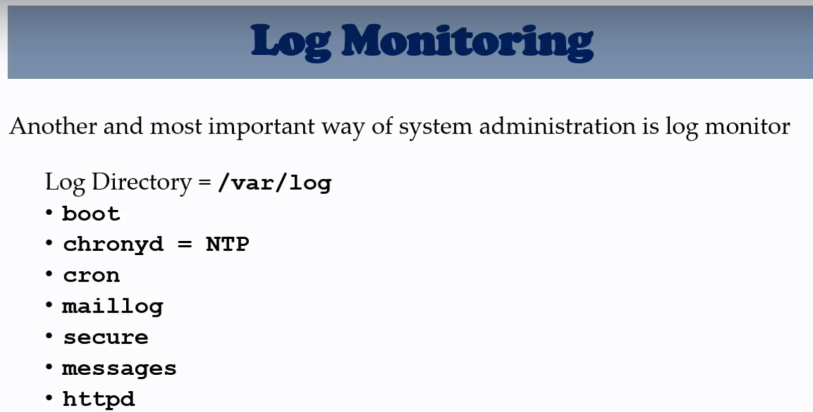 Log Monitoring
Another and most important way of system administration is log monitor
Log Directory = /var/log
• boot
• chronyd = NTP
• cron
• maillog
• secure
• messages
• httpd